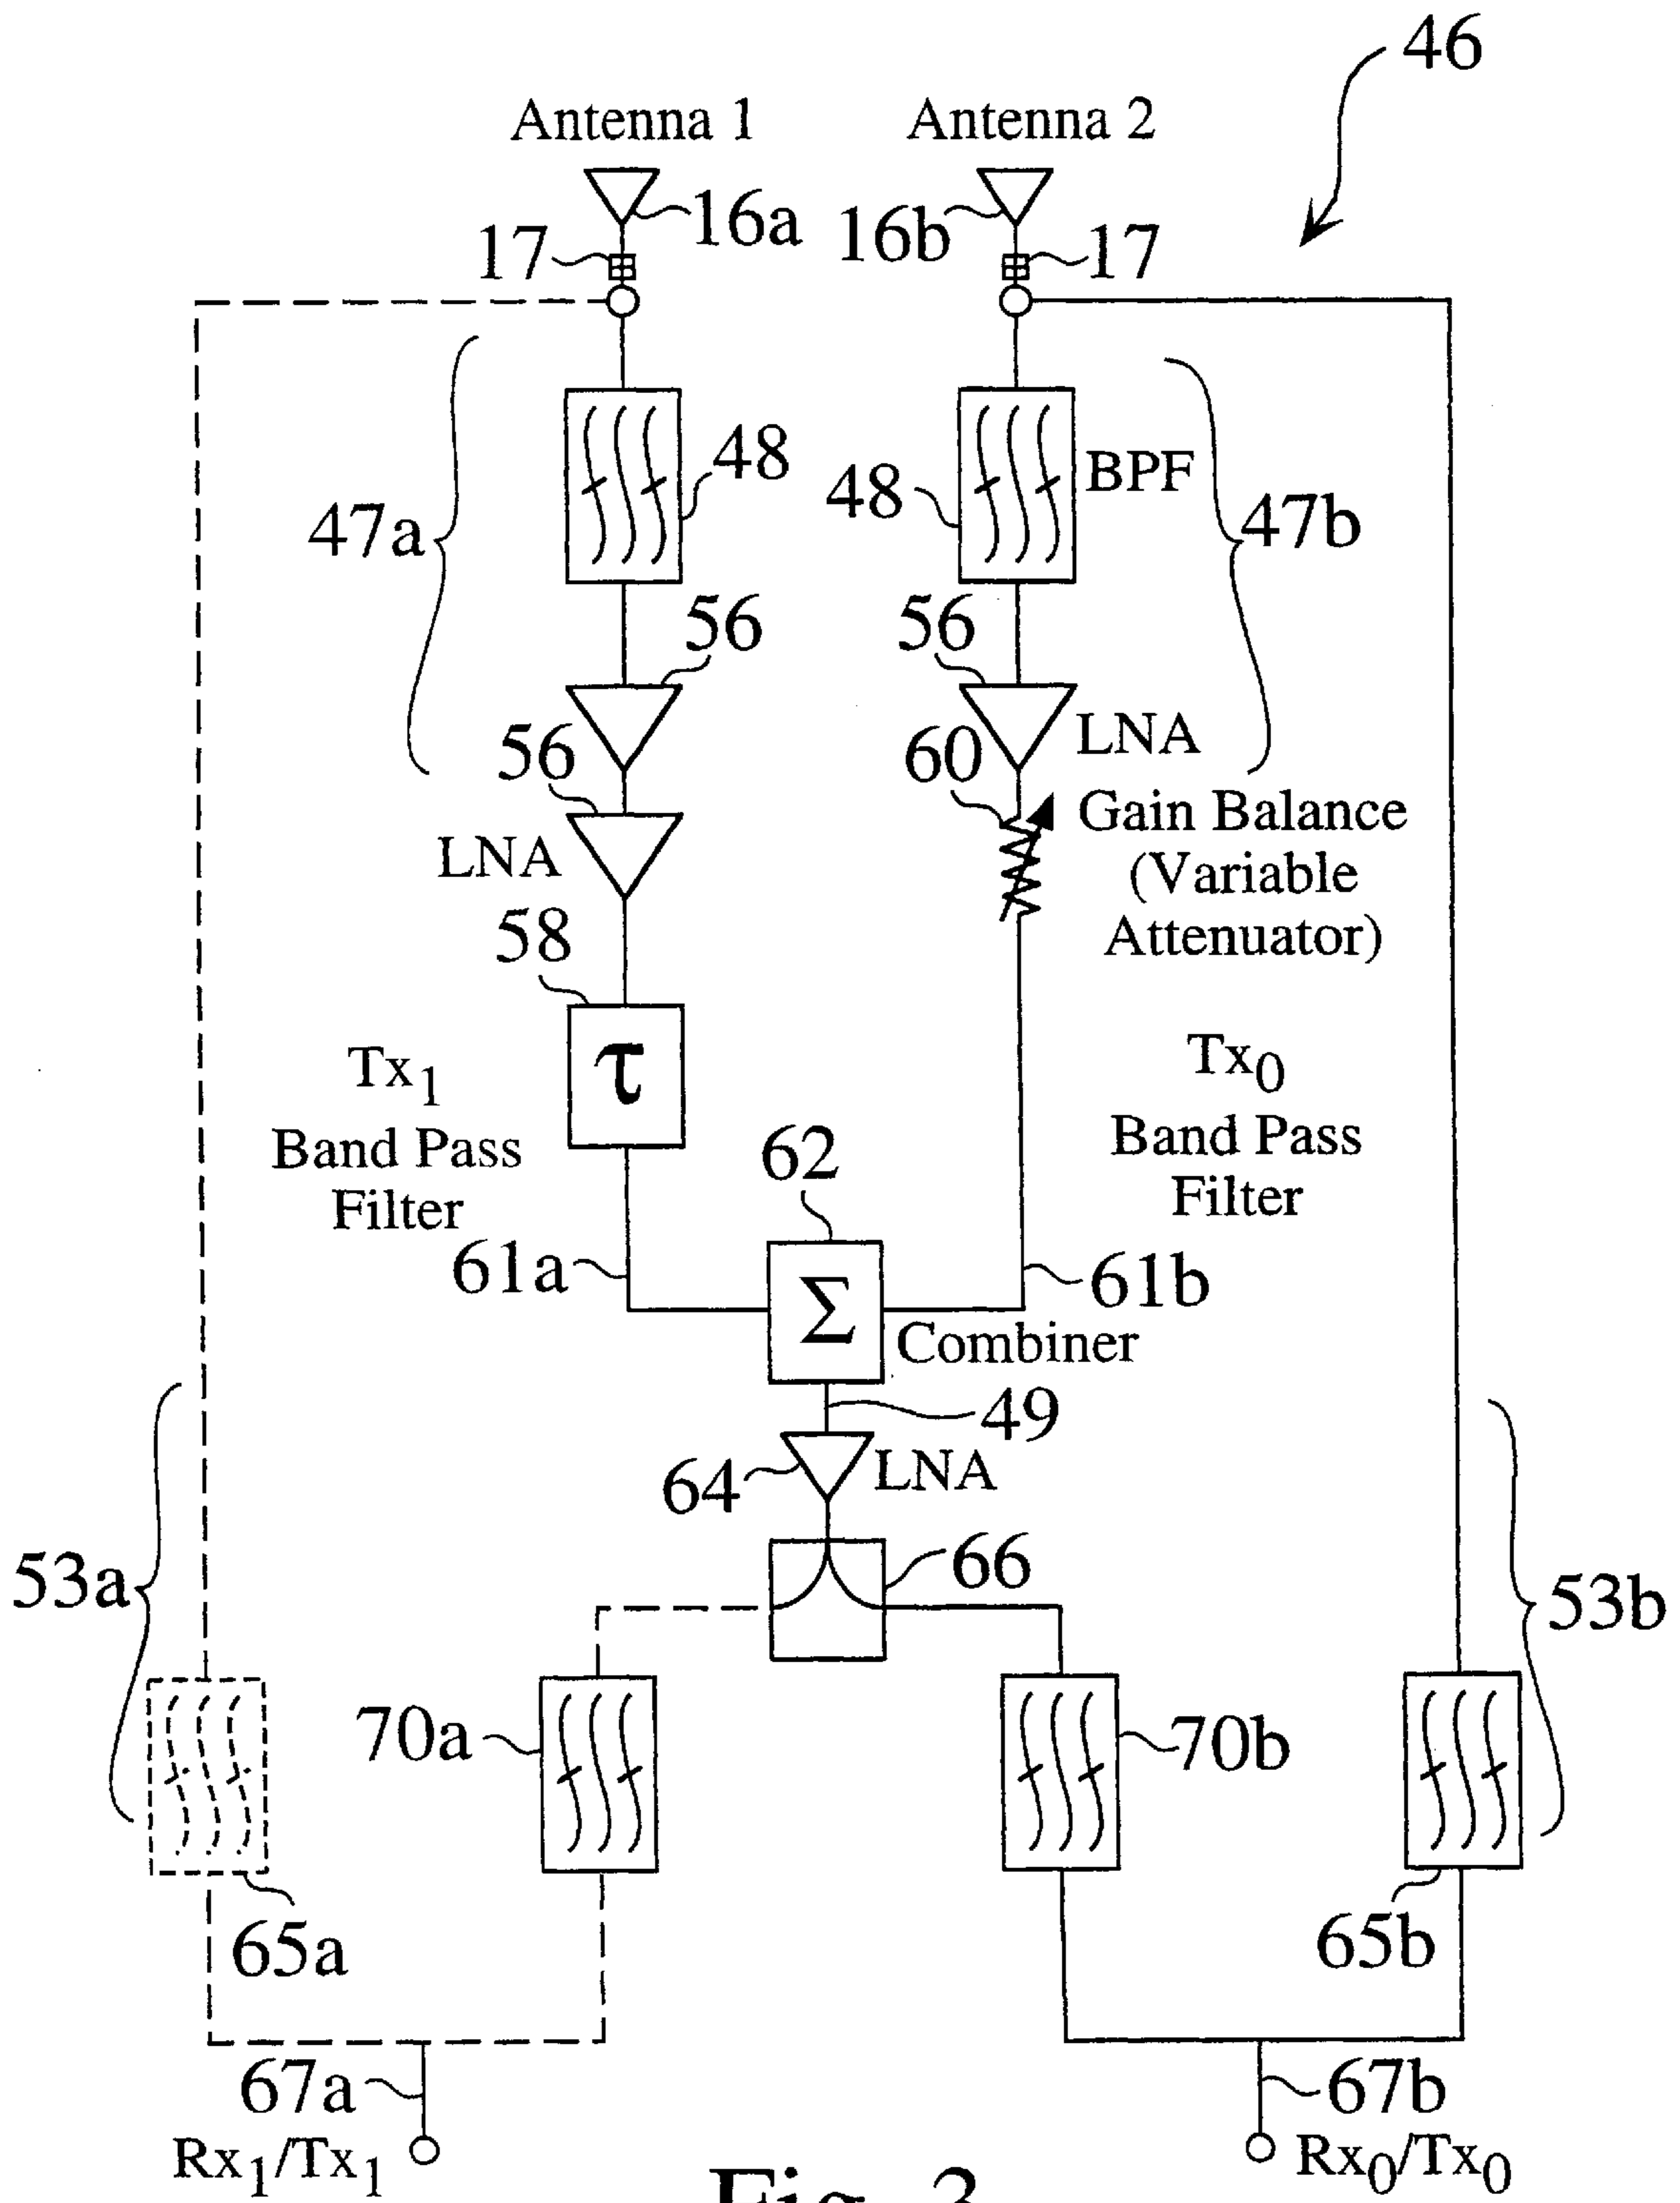 46
Antenna 1
Antenna 2
16a
16b
17
17
48
48
BPF
47a
47b
56
56
56
LNA
60
LNA
Gain Balance
(Variable
Attenuator)
58
τ
Tx1
Band Pass
Filter
Tx0
Band Pass
Filter
62
61a
Σ
61b
Combiner
49
64
LNA
66
53a
53b
70a
70b
65a
65b
67a
67b
Rx1/Tx1
Rx0/Tx0
Fig. 3